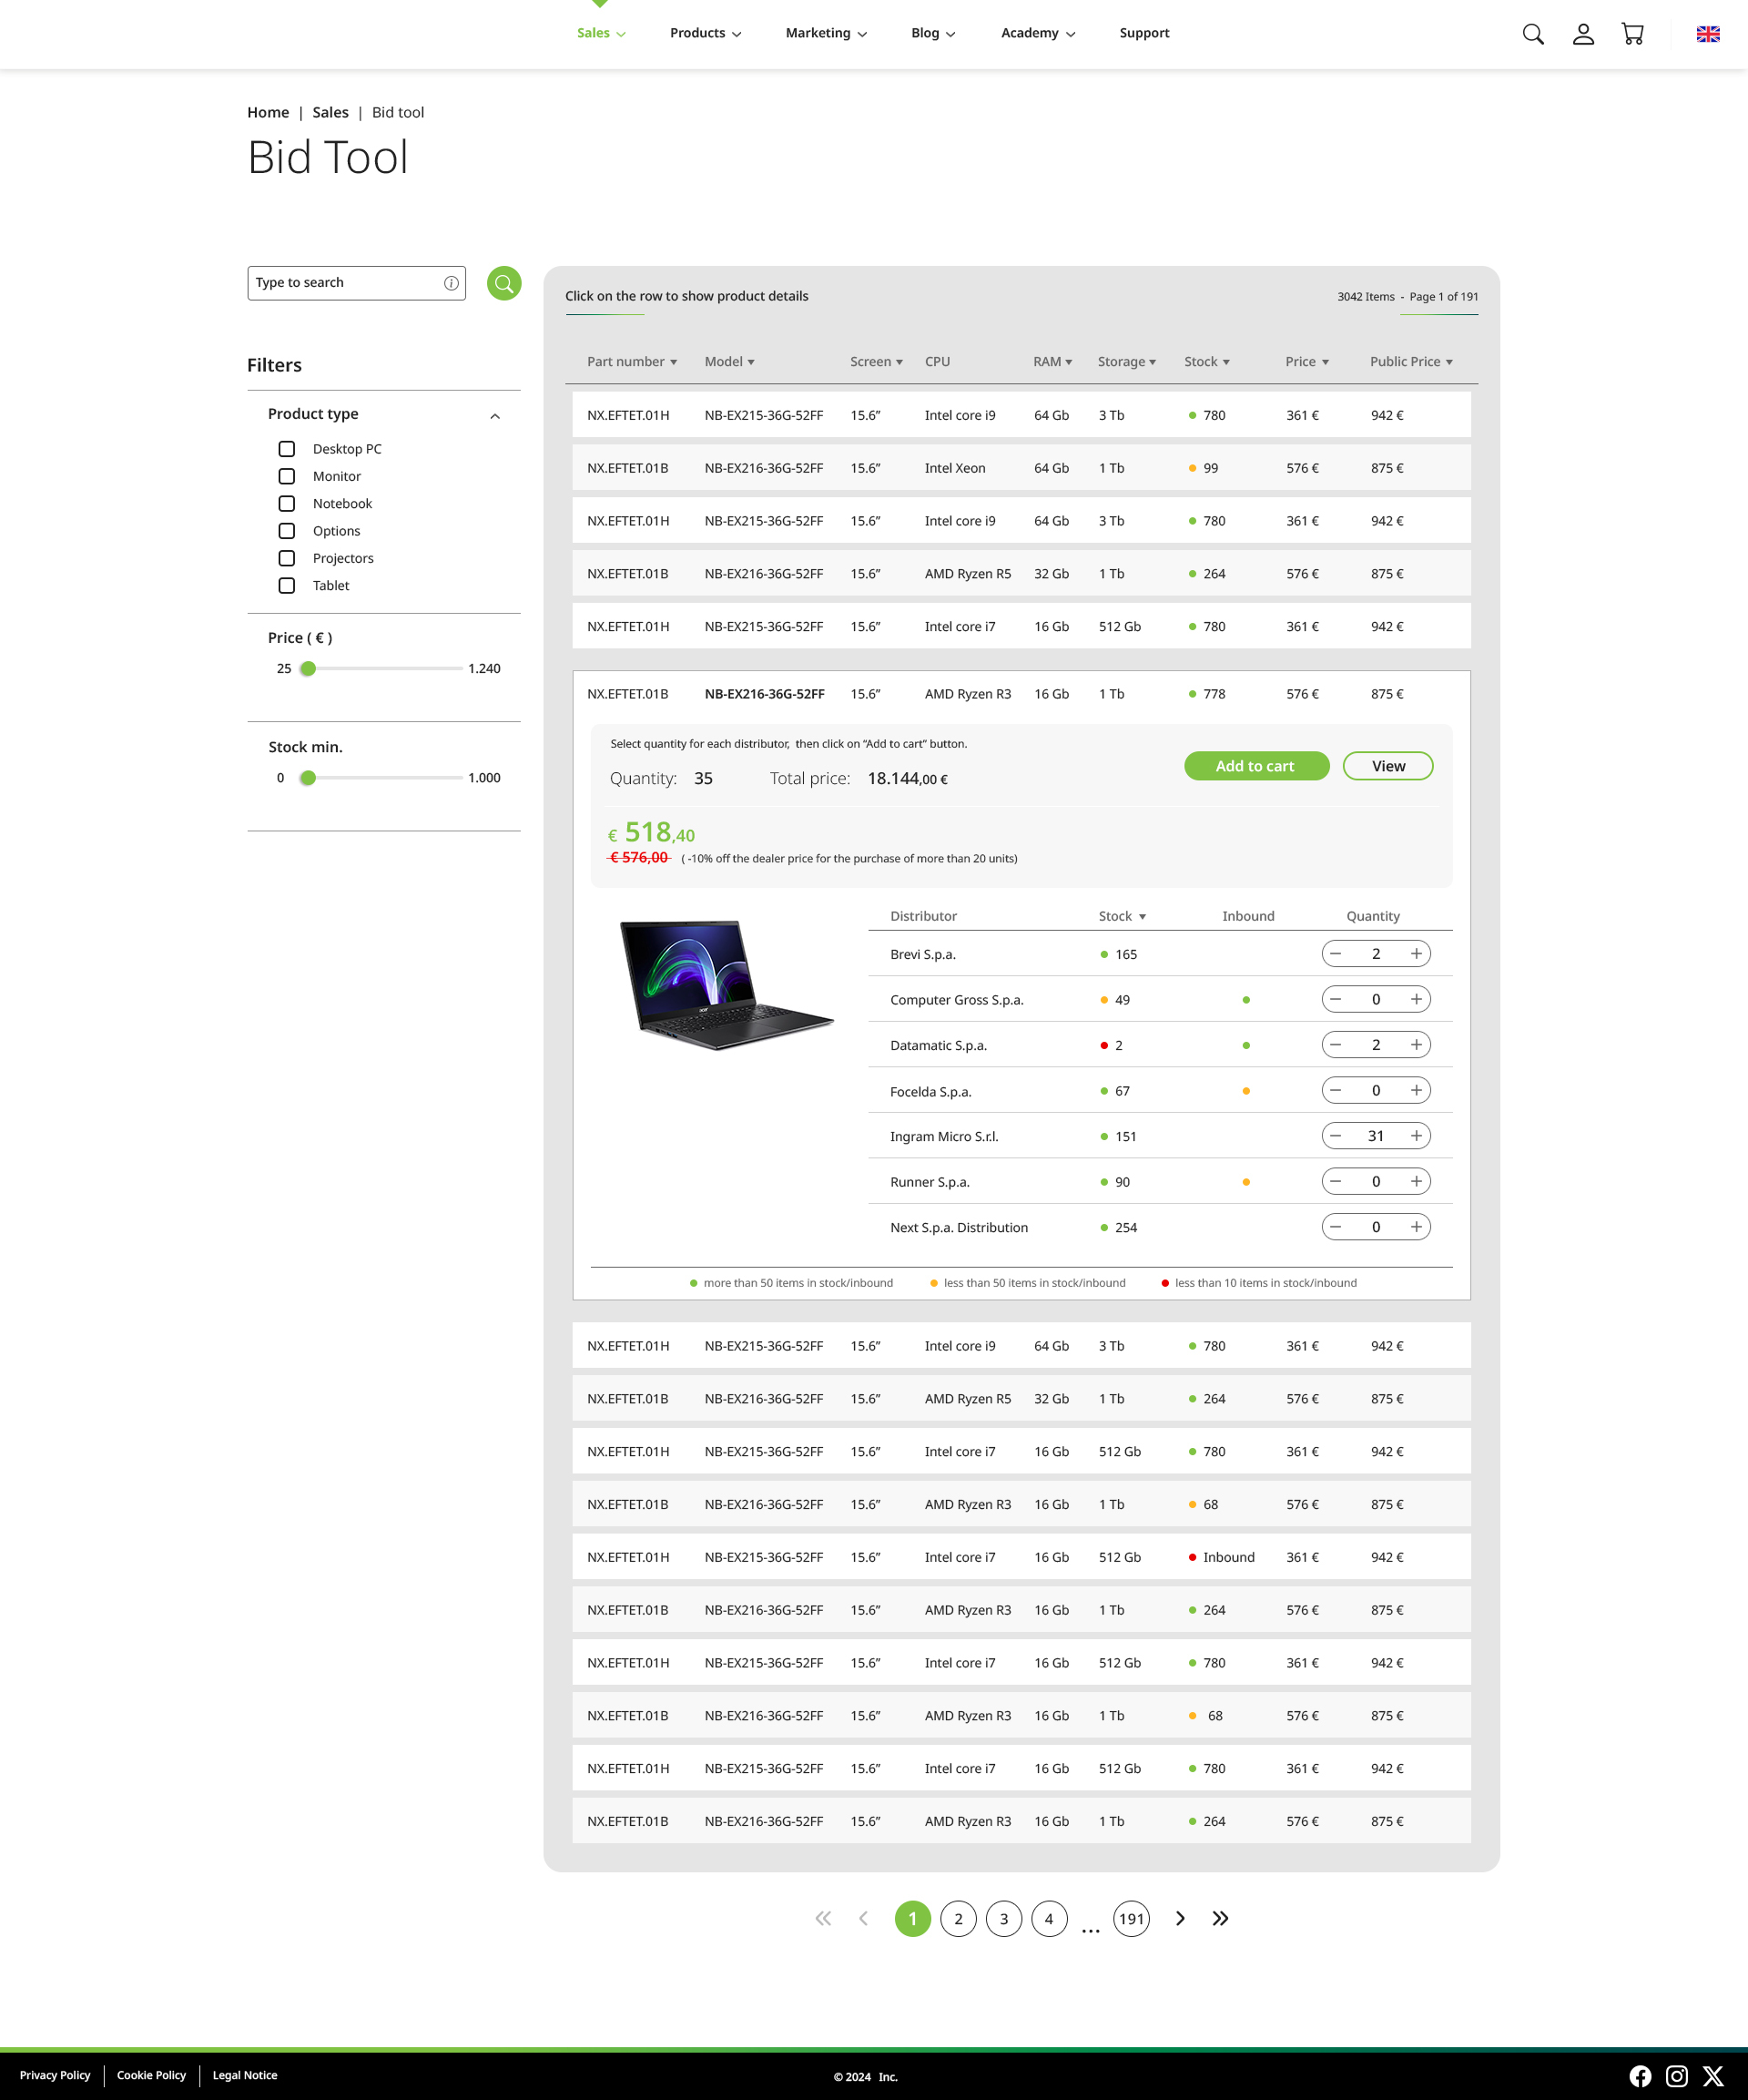 Sales Products Marketing Blog Academy Support
Home | Sales | Bid tool
Bid Tool
Type to search
Filters
Product type
Desktop PC
Monitor
Notebook
Options
Projectors
Tablet
Price ( € )
25 1.240
Stock min.
0 1.000
Click on the row to show product details 3042 Items - Page 1 of 191
Part number Model Screen CPU RAM Storage Stock Price Public Price
NX.EFTET.01H NB-EX215-36G-52FF 15.6” Intel core i9 64 Gb 3 Tb 780 361 € 942 €
NX.EFTET.01B NB-EX216-36G-52FF 15.6” Intel Xeon 64 Gb 1 Tb 99 576 € 875 €
NX.EFTET.01H NB-EX215-36G-52FF 15.6” Intel core i9 64 Gb 3 Tb 780 361 € 942 €
NX.EFTET.01B NB-EX216-36G-52FF 15.6” AMD Ryzen R5 32 Gb 1 Tb 264 576 € 875 €
NX.EFTET.01H NB-EX215-36G-52FF 15.6” Intel core i7 16 Gb 512 Gb 780 361 € 942 €
NX.EFTET.01B NB-EX216-36G-52FF 15.6” AMD Ryzen R3 16 Gb 1 Tb 778 576 € 875 €
Select quantity for each distributor, then click on “Add to cart” button.
Quantity: 35 Total price: 18.144,00 € Add to cart View
€ 518,40
€ 576,00 ( -10% off the dealer price for the purchase of more than 20 units)
Distributor Stock Inbound Quantity
Brevi S.p.a. 165 − 2 +
Computer Gross S.p.a. 49 − 0 +
Datamatic S.p.a. 2 − 2 +
Focelda S.p.a. 67 − 0 +
Ingram Micro S.r.l. 151 − 31 +
Runner S.p.a. 90 − 0 +
Next S.p.a. Distribution 254 − 0 +
more than 50 items in stock/inbound less than 50 items in stock/inbound less than 10 items in stock/inbound
NX.EFTET.01H NB-EX215-36G-52FF 15.6” Intel core i9 64 Gb 3 Tb 780 361 € 942 €
NX.EFTET.01B NB-EX216-36G-52FF 15.6” AMD Ryzen R5 32 Gb 1 Tb 264 576 € 875 €
NX.EFTET.01H NB-EX215-36G-52FF 15.6” Intel core i7 16 Gb 512 Gb 780 361 € 942 €
NX.EFTET.01B NB-EX216-36G-52FF 15.6” AMD Ryzen R3 16 Gb 1 Tb 68 576 € 875 €
NX.EFTET.01H NB-EX215-36G-52FF 15.6” Intel core i7 16 Gb 512 Gb Inbound 361 € 942 €
NX.EFTET.01B NB-EX216-36G-52FF 15.6” AMD Ryzen R3 16 Gb 1 Tb 264 576 € 875 €
NX.EFTET.01H NB-EX215-36G-52FF 15.6” Intel core i7 16 Gb 512 Gb 780 361 € 942 €
NX.EFTET.01B NB-EX216-36G-52FF 15.6” AMD Ryzen R3 16 Gb 1 Tb 68 576 € 875 €
NX.EFTET.01H NB-EX215-36G-52FF 15.6” Intel core i7 16 Gb 512 Gb 780 361 € 942 €
NX.EFTET.01B NB-EX216-36G-52FF 15.6” AMD Ryzen R3 16 Gb 1 Tb 264 576 € 875 €
1 2 3 4 ... 191
Privacy Policy Cookie Policy Legal Notice © 2024 Inc.